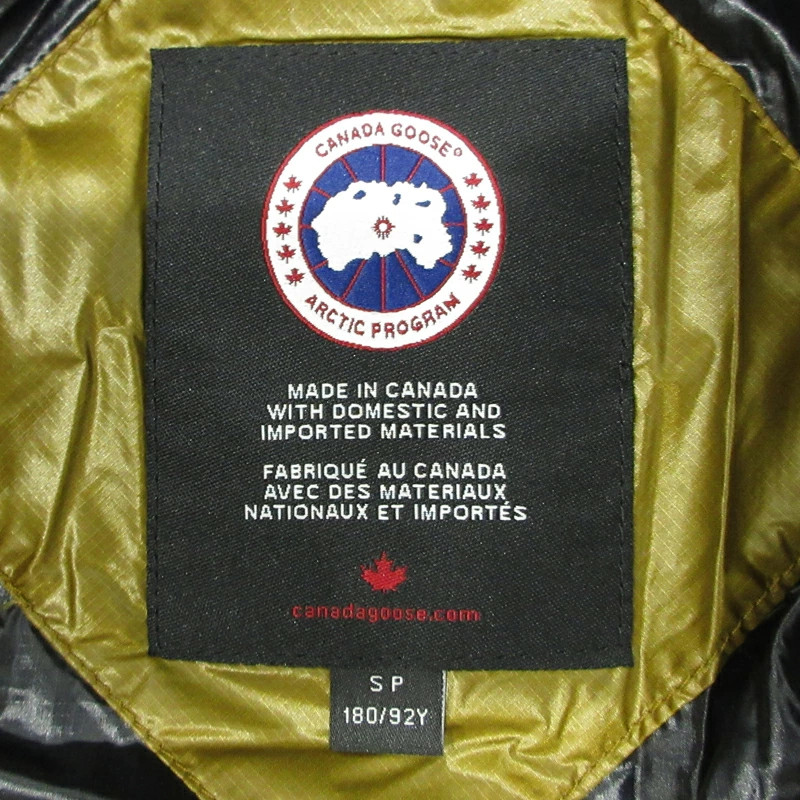 CANADA GOOSE®
ARCTIC PROGRAM
MADE IN CANADA
WITH DOMESTIC AND
IMPORTED MATERIALS
FABRIQUÉ AU CANADA
AVEC DES MATERIAUX
NATIONAUX ET IMPORTÉS
canadagoose.com
S P
180/92Y